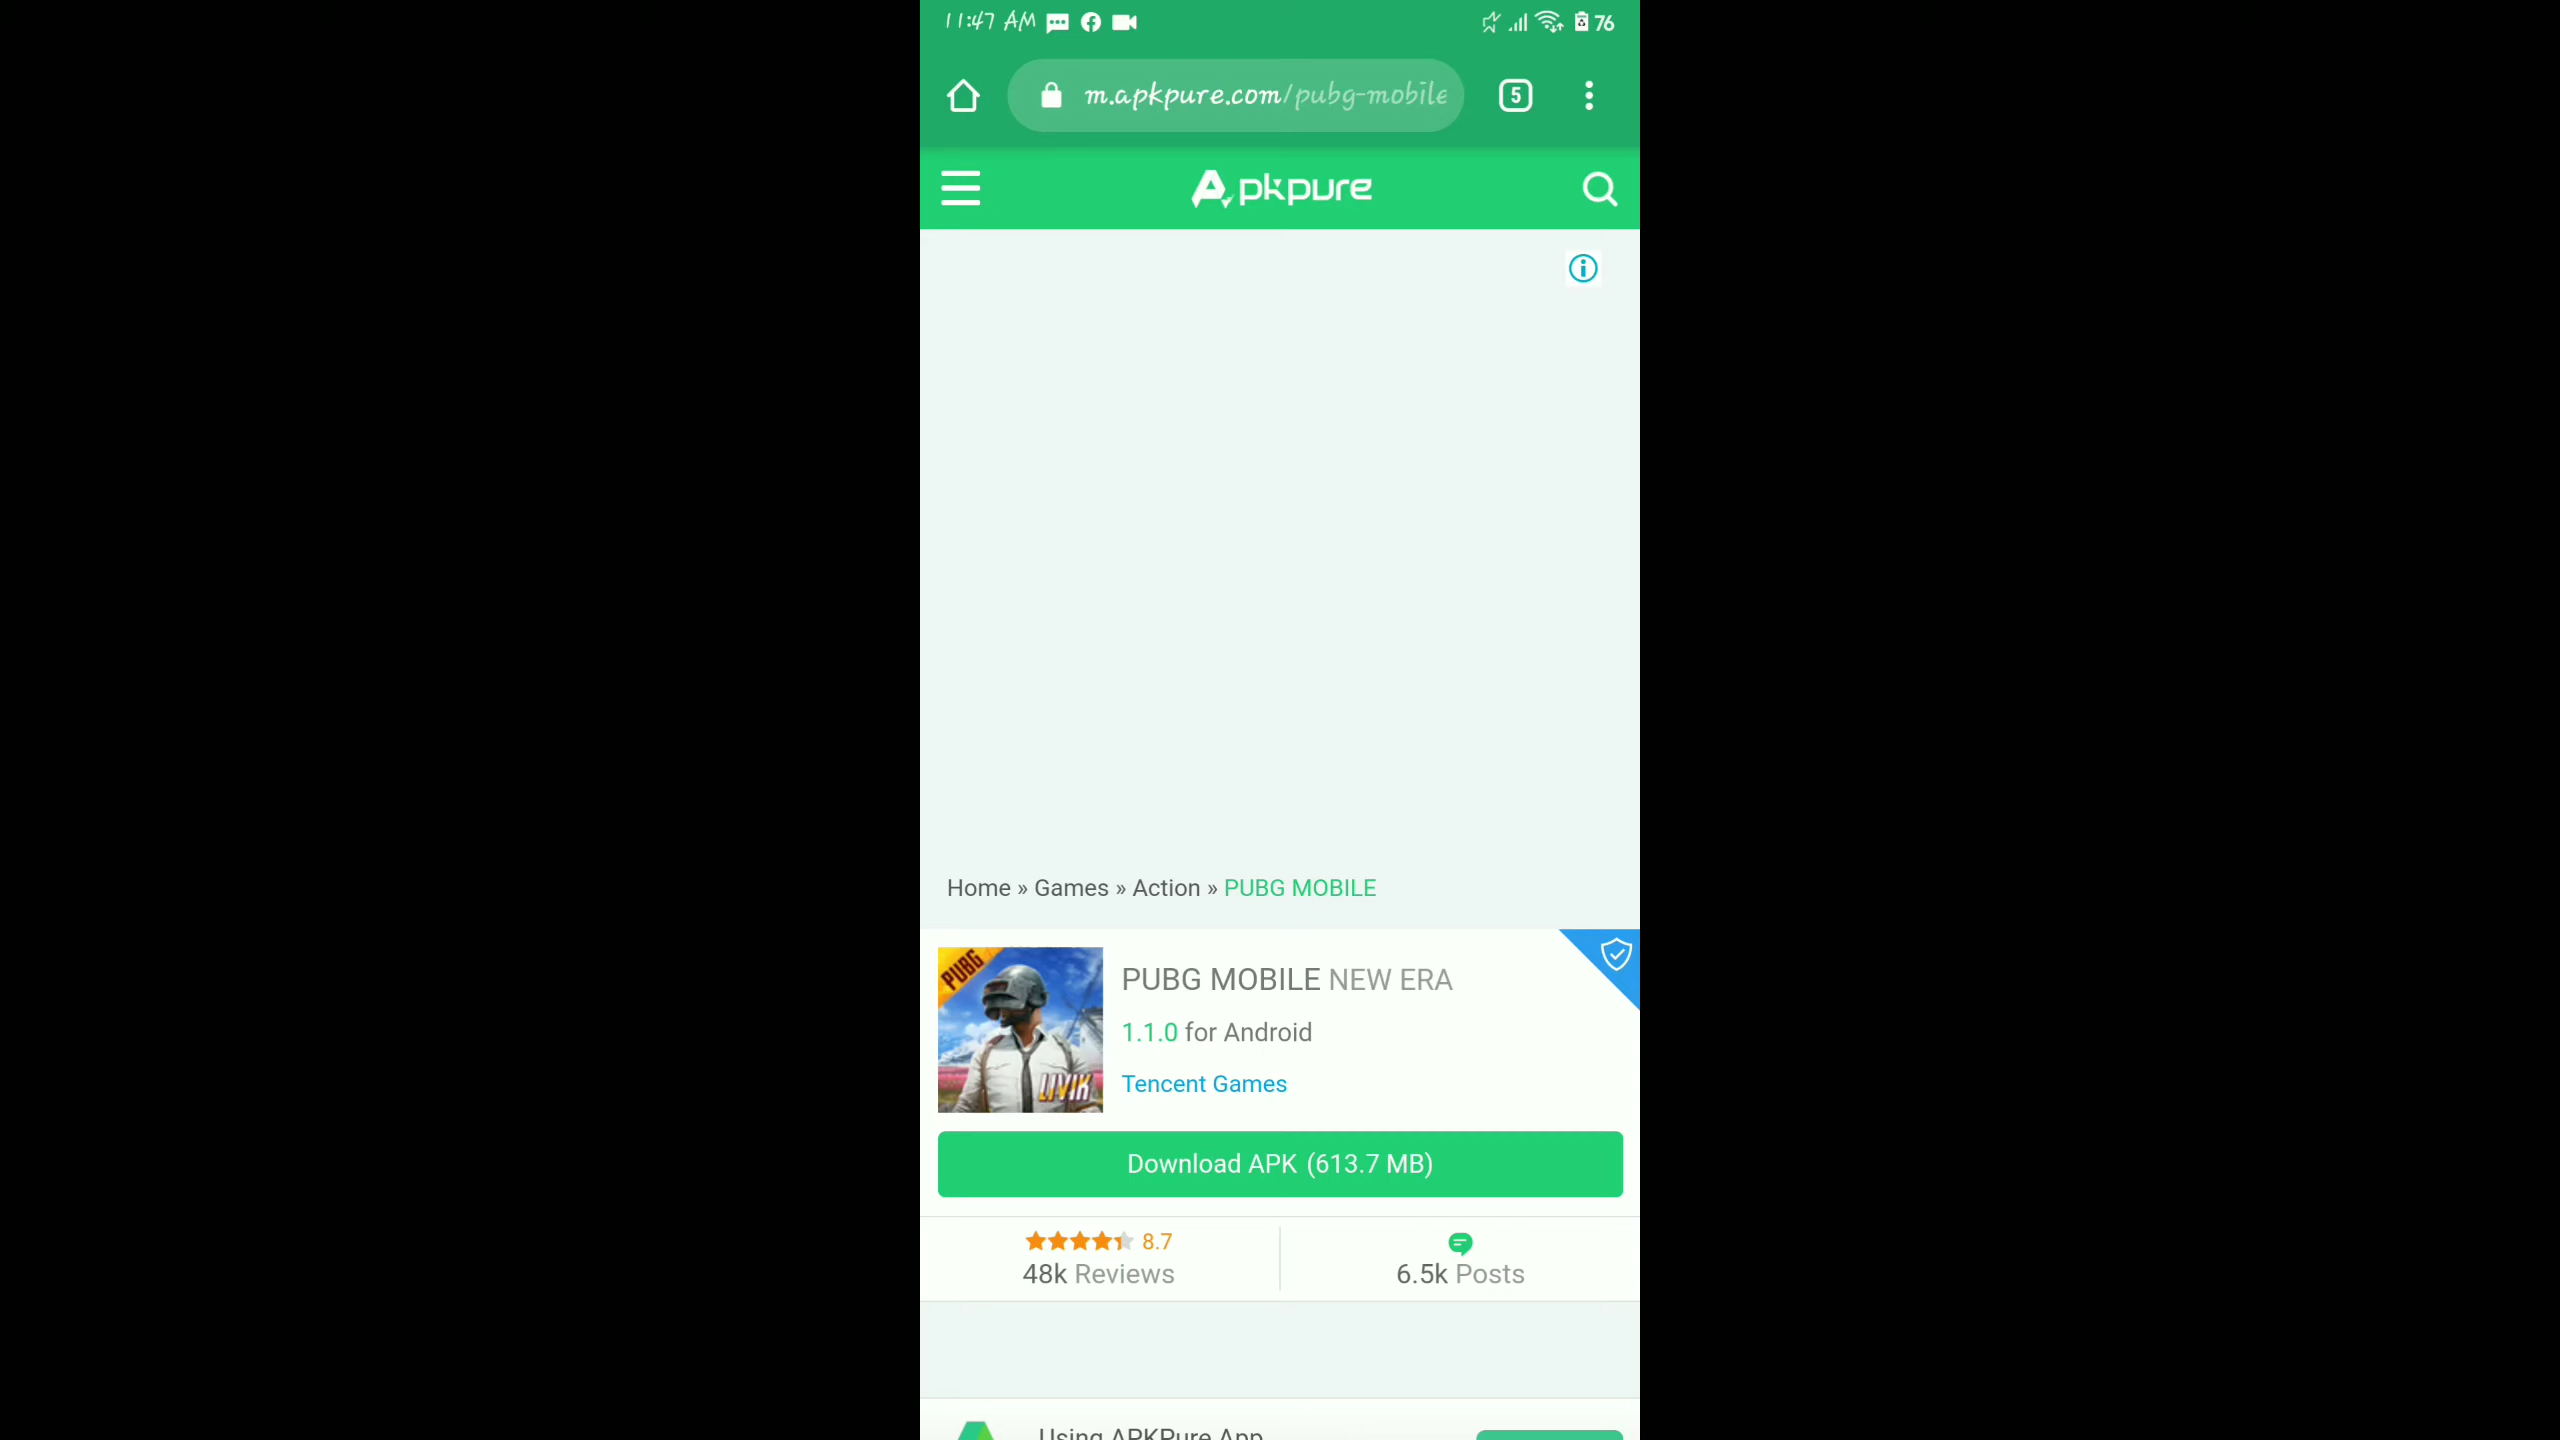 11:47 AM
76
m.apkpure.com/pubg-mobile
5
Apkpure
Home » Games » Action » PUBG MOBILE
PUBG
LIVIK
PUBG MOBILE NEW ERA
1.1.0 for Android
Tencent Games
Download APK (613.7 MB)
8.7
48k Reviews
6.5k Posts
Using APKPure App